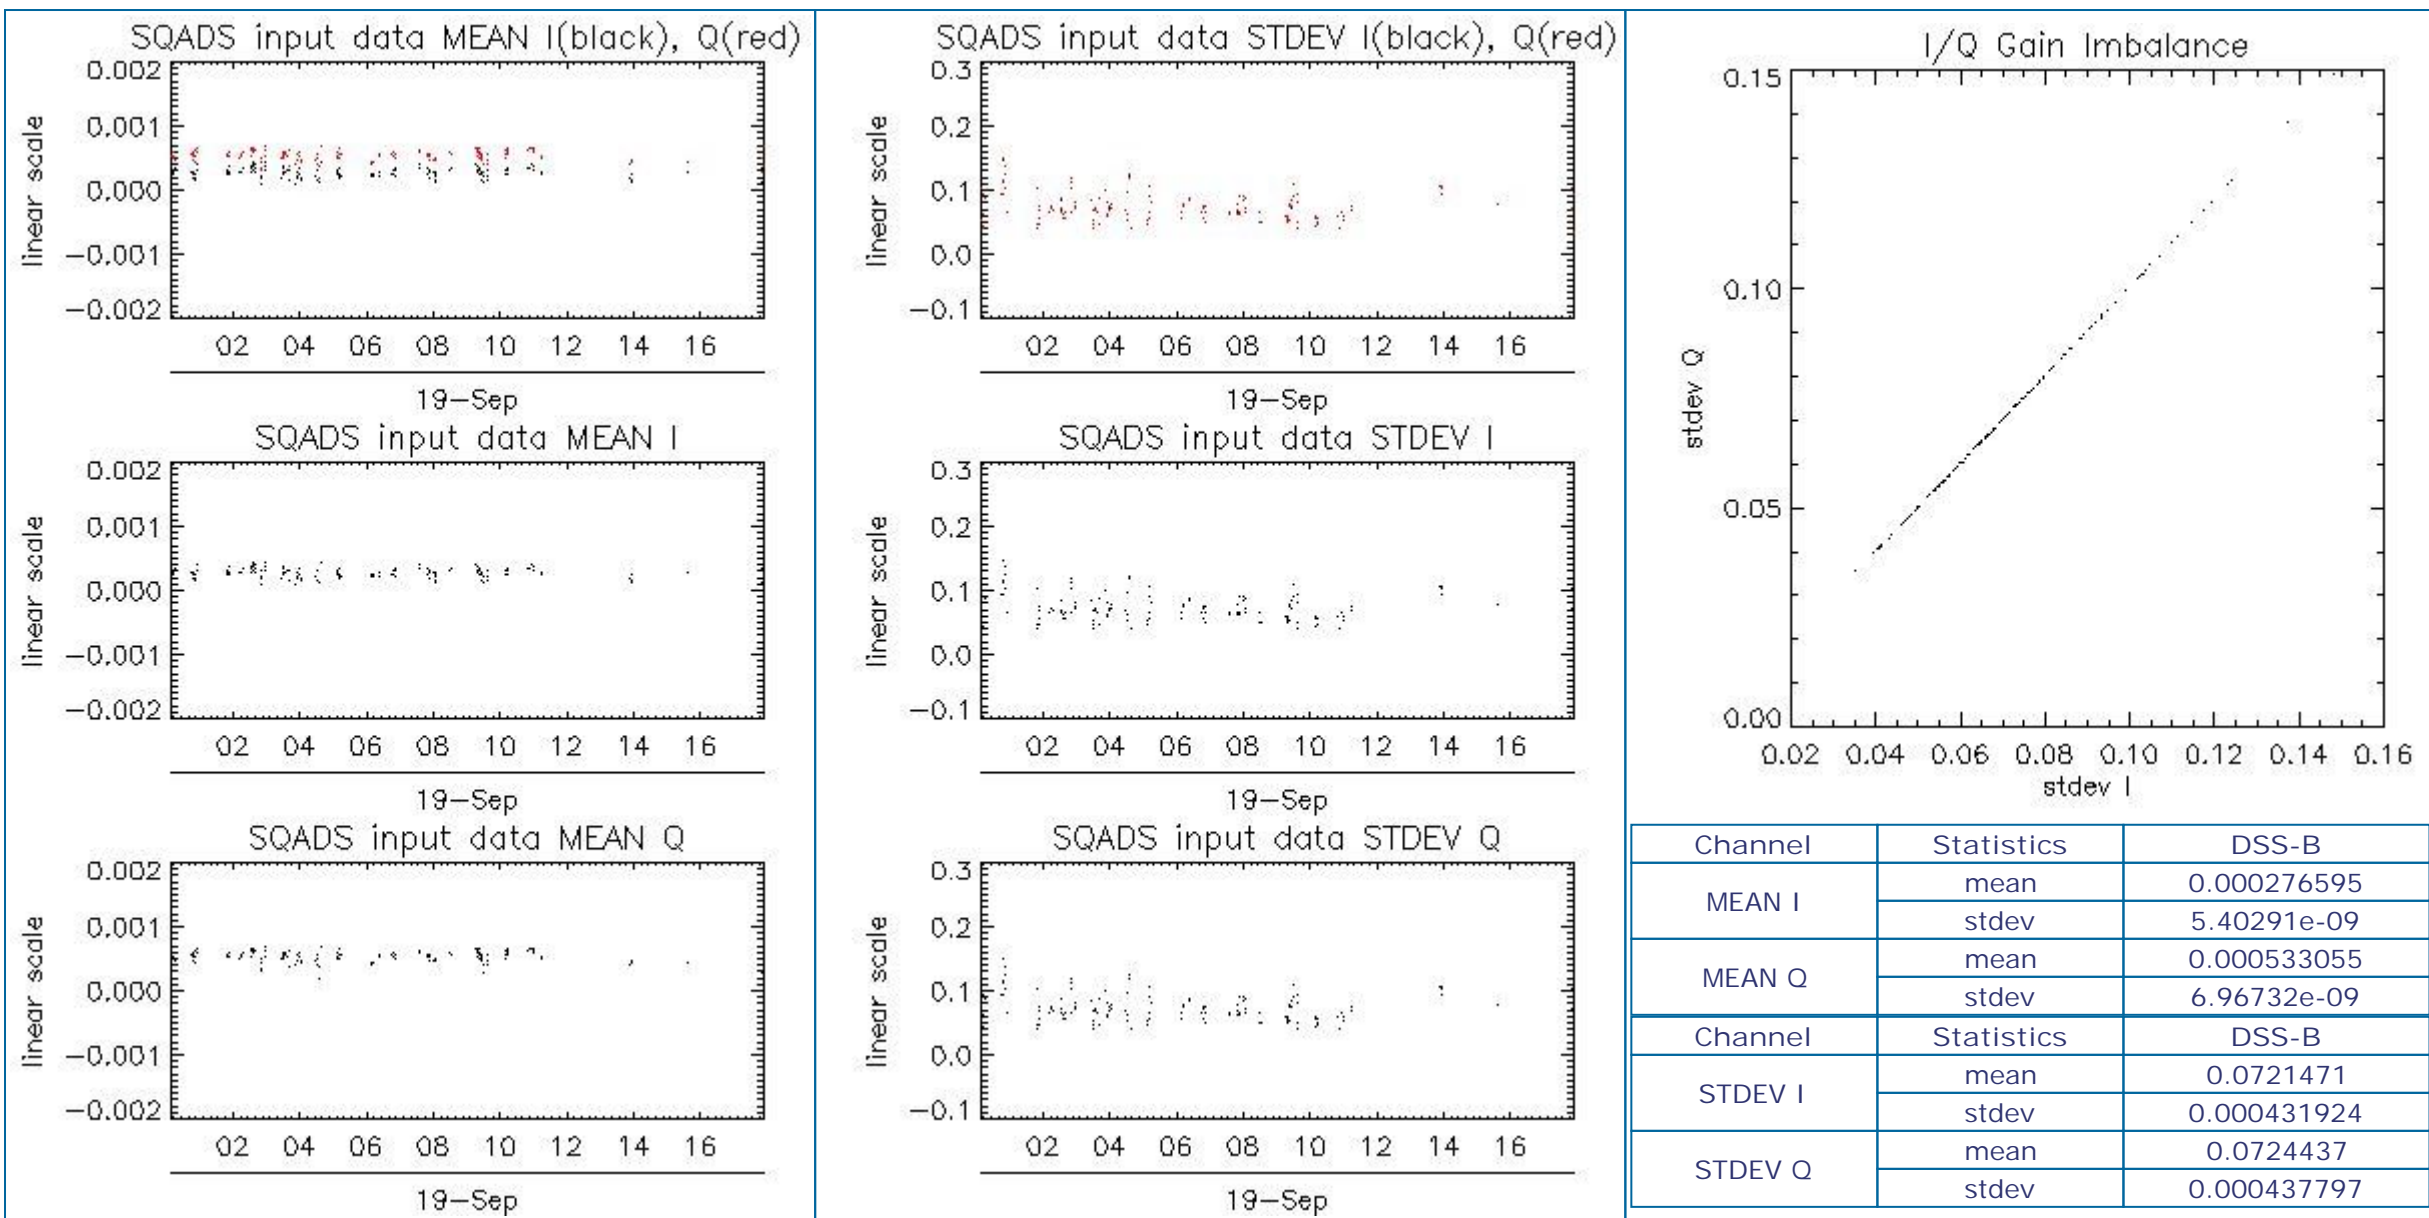 SQADS input data MEAN I(black), Q(red)
0.002
0.001
0.000
-0.001
-0.002
linear scale
02 04 06 08 10 12 14 16
19-Sep
SQADS input data MEAN I
0.002
0.001
0.000
-0.001
-0.002
linear scale
02 04 06 08 10 12 14 16
19-Sep
SQADS input data MEAN Q
0.002
0.001
0.000
-0.001
-0.002
linear scale
02 04 06 08 10 12 14 16
19-Sep
SQADS input data STDEV I(black), Q(red)
0.3
0.2
0.1
0.0
-0.1
linear scale
02 04 06 08 10 12 14 16
19-Sep
SQADS input data STDEV I
0.3
0.2
0.1
0.0
-0.1
linear scale
02 04 06 08 10 12 14 16
19-Sep
SQADS input data STDEV Q
0.3
0.2
0.1
0.0
-0.1
linear scale
02 04 06 08 10 12 14 16
19-Sep
I/Q Gain Imbalance
0.15
0.10
0.05
0.00
stdev Q
0.02 0.04 0.06 0.08 0.10 0.12 0.14 0.16
stdev I
Channel Statistics DSS-B
MEAN I mean 0.000276595
stdev 5.40291e-09
MEAN Q mean 0.000533055
stdev 6.96732e-09
Channel Statistics DSS-B
STDEV I mean 0.0721471
stdev 0.000431924
STDEV Q mean 0.0724437
stdev 0.000437797